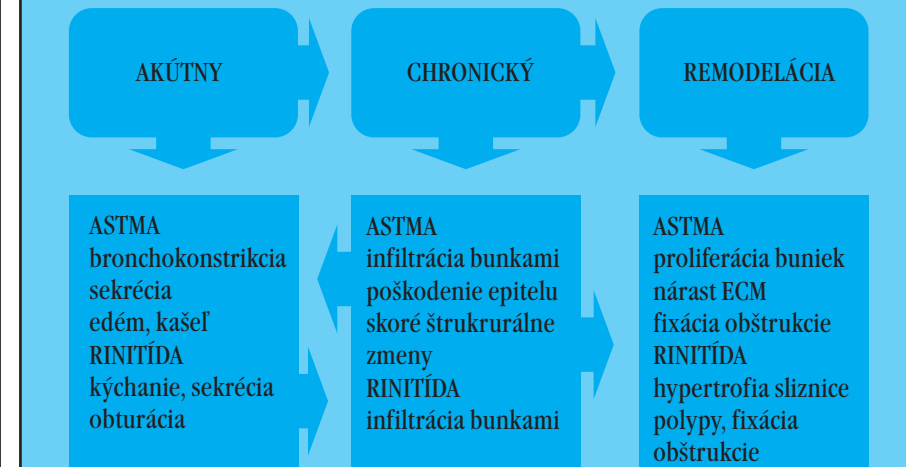 AKÚTNY
CHRONICKÝ
REMODELÁCIA
ASTMA
bronchokonstrikcia
sekrécia
edém, kašeľ
RINITÍDA
kýchanie, sekrécia
obturácia
ASTMA
infiltrácia bunkami
poškodenie epitelu
skoré štrukrurálne
zmeny
RINITÍDA
infiltrácia bunkami
ASTMA
proliferácia buniek
nárast ECM
fixácia obštrukcie
RINITÍDA
hypertrofia sliznice
polypy, fixácia
obštrukcie